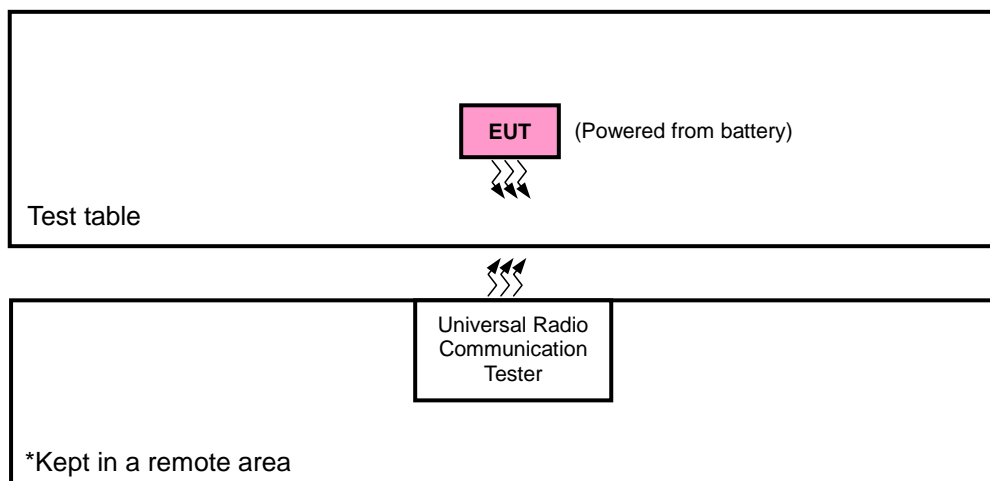 EUT
(Powered from battery)
Test table
Universal Radio
Communication
Tester
*Kept in a remote area